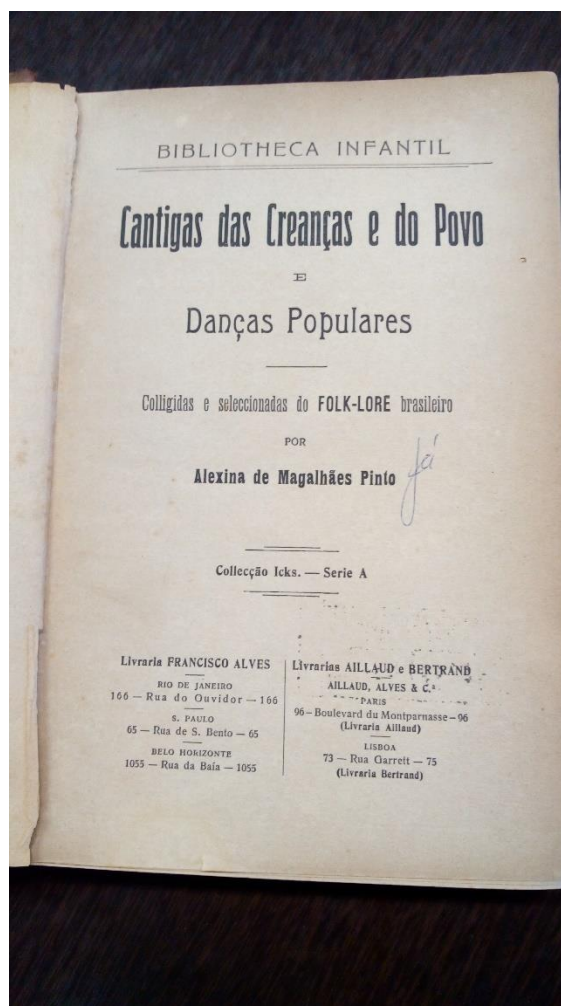 BIBLIOTHECA INFANTIL
Cantigas das Creanças e do Povo
E
Danças Populares
Colligidas e seleccionadas do FOLK-LORE brasileiro
POR
Alexina de Magalhães Pinto
já
Collecção Icks. — Serie A
Livraria FRANCISCO ALVES
RIO DE JANEIRO
166 — Rua do Ouvidor — 166
S. PAULO
65 — Rua de S. Bento — 65
BELO HORIZONTE
1055 — Rua da Baía — 1055
Livrarias AILLAUD e BERTRAND
AILLAUD, ALVES & C.ª
PARIS
96 — Boulevard du Montparnasse — 96
(Livraria Aillaud)
LISBOA
73 — Rua Garrett — 75
(Livraria Bertrand)